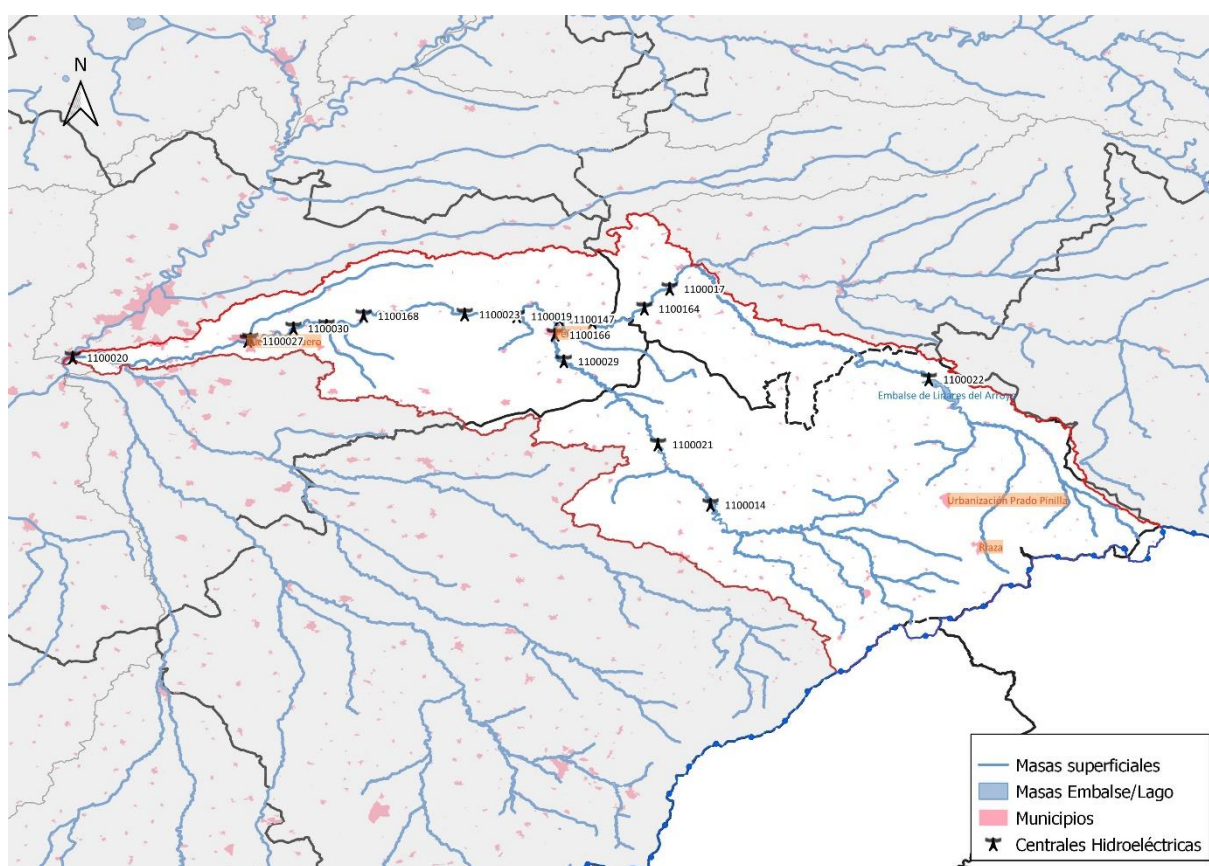 N
1100017
1100164
1100168
1100023
1100019
1100147
1100030
1100027
1100166
1100020
1100029
1100022
Embalse de Linares del Arroyo
1100021
Urbanización Prado Pinilla
1100014
Riaza
Masas superficiales
Masas Embalse/Lago
Municipios
Centrales Hidroeléctricas